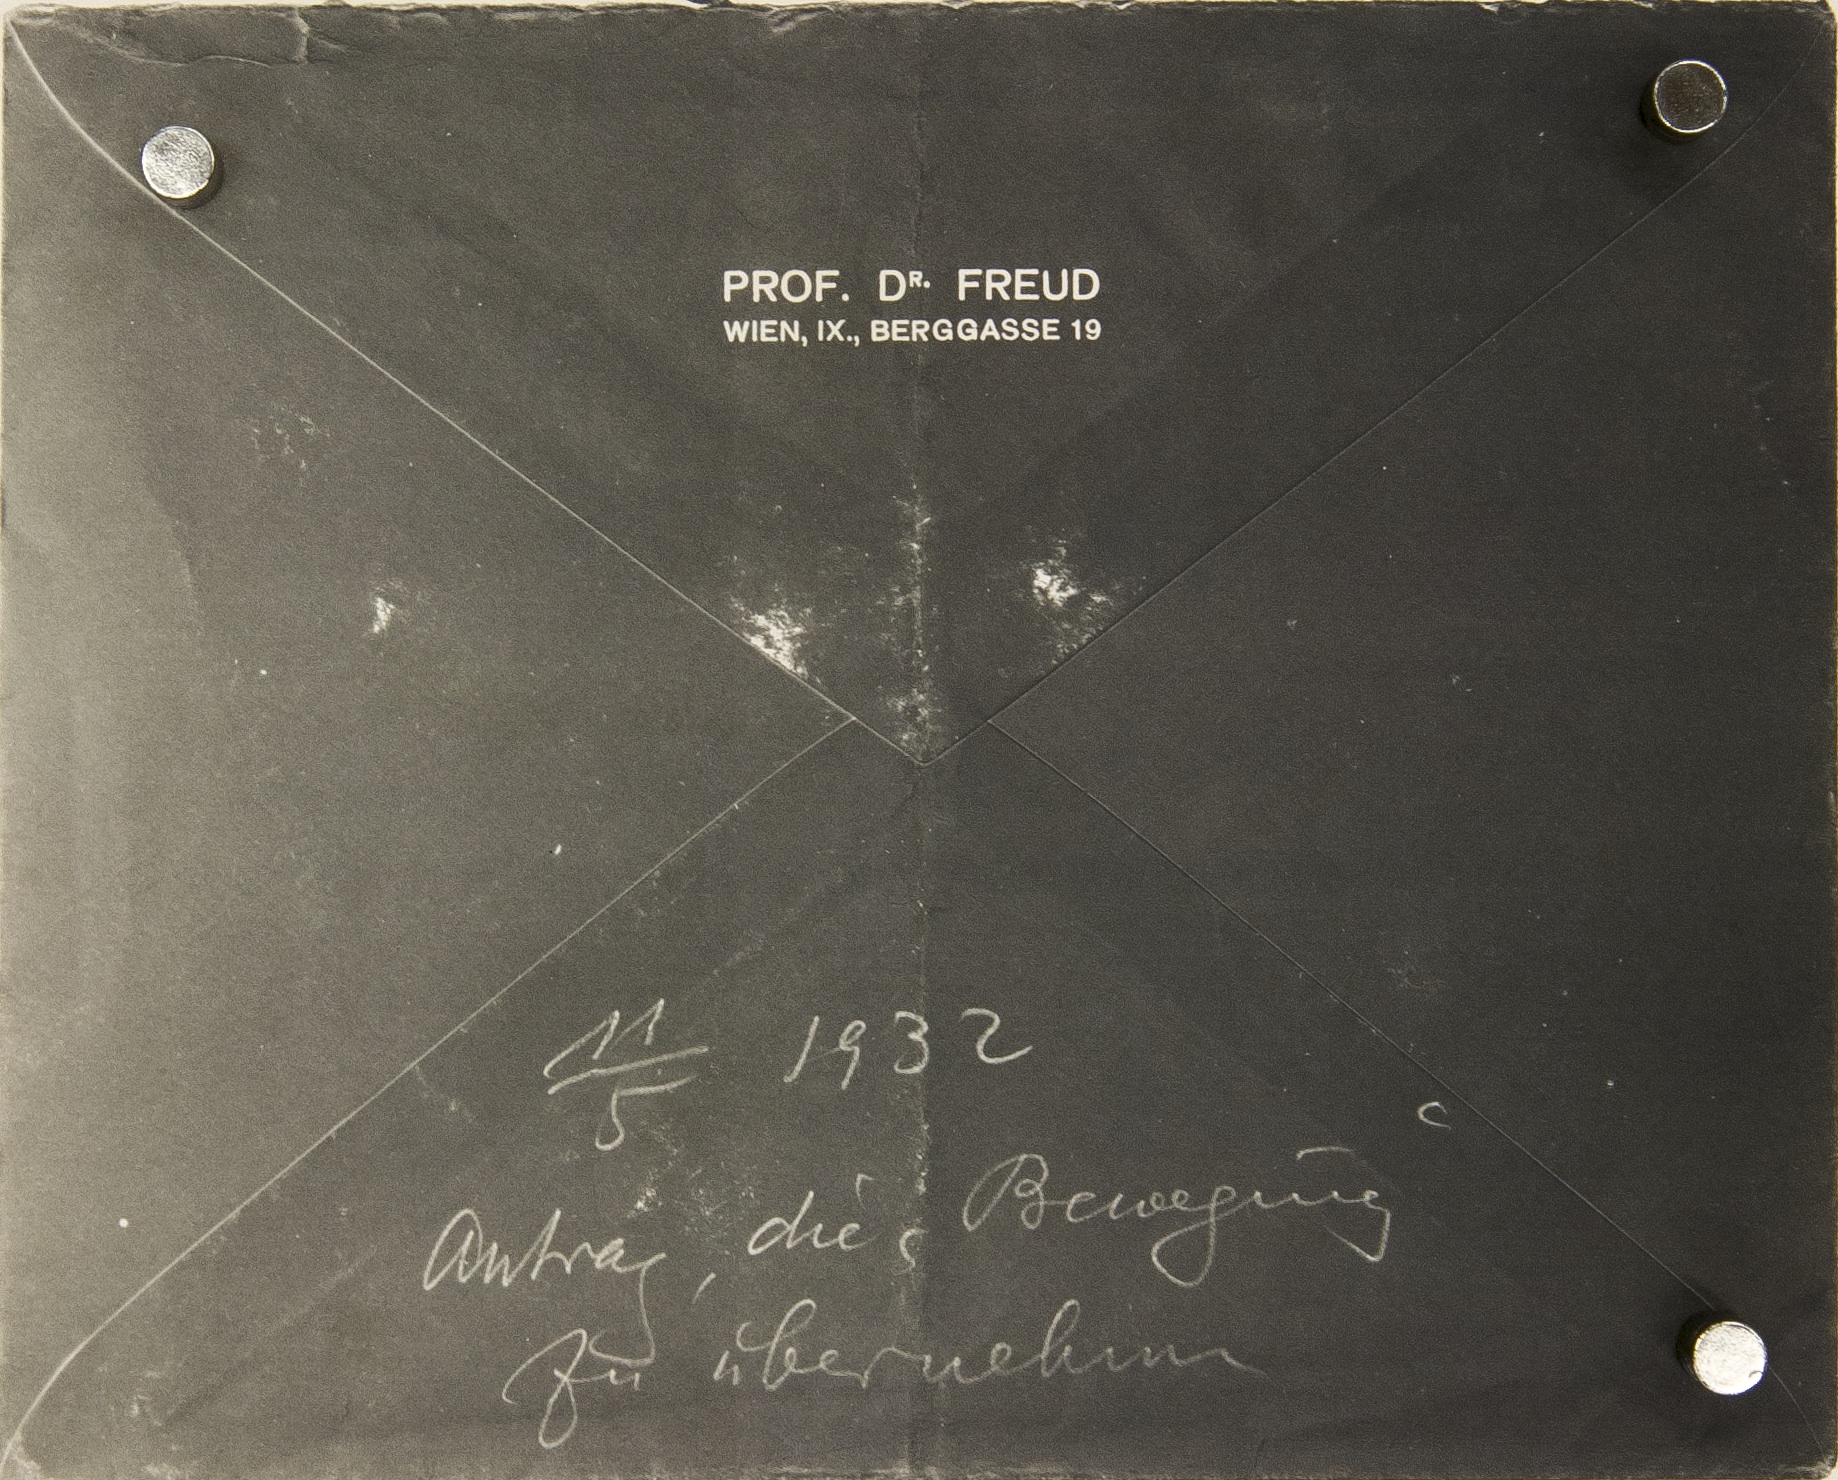 PROF. DR. FREUD
WIEN, IX., BERGGASSE 19
11/5 1932
Antrag, die Bewegung
zu übernehmen